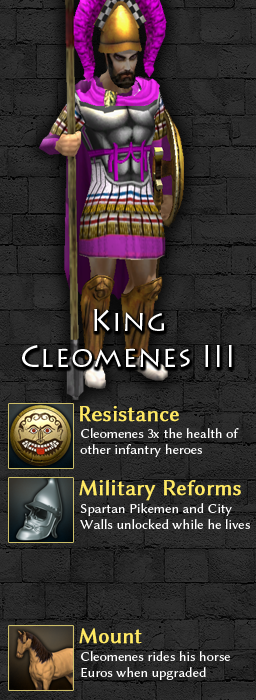 King
Cleomenes III
Resistance
Cleomenes 3x the health of
other infantry heroes
Military Reforms
Spartan Pikemen and City
Walls unlocked while he lives
Mount
Cleomenes rides his horse
Euros when upgraded